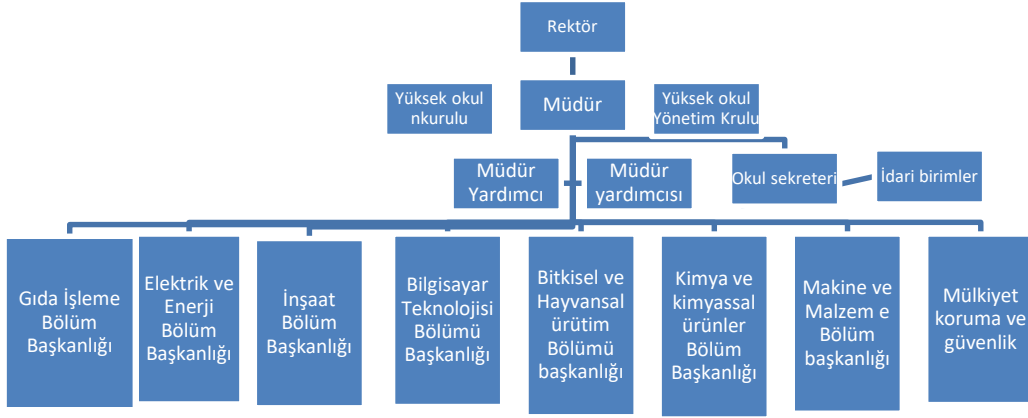 Rektör
Yüksek okul
nkurulu
Müdür
Yüksek okul
Yönetim Krulu
Müdür
Yardımcı
Müdür
yardımcısı
Okul sekreteri
İdari birimler
Gıda İşleme
Bölüm
Başkanlığı
Elektrik ve
Enerji
Bölüm
Başkanlığı
İnşaat
Bölüm
Başkanlığı
Bilgisayar
Teknolojisi
Bölümü
Başkanlığı
Bitkisel ve
Hayvansal
ürütim
Bölümü
başkanlığı
Kimya ve
kimyassal
ürünler
Bölüm
Başkanlığı
Makine ve
Malzem e
Bölüm
başkanlığı
Mülkiyet
koruma ve
güvenlik